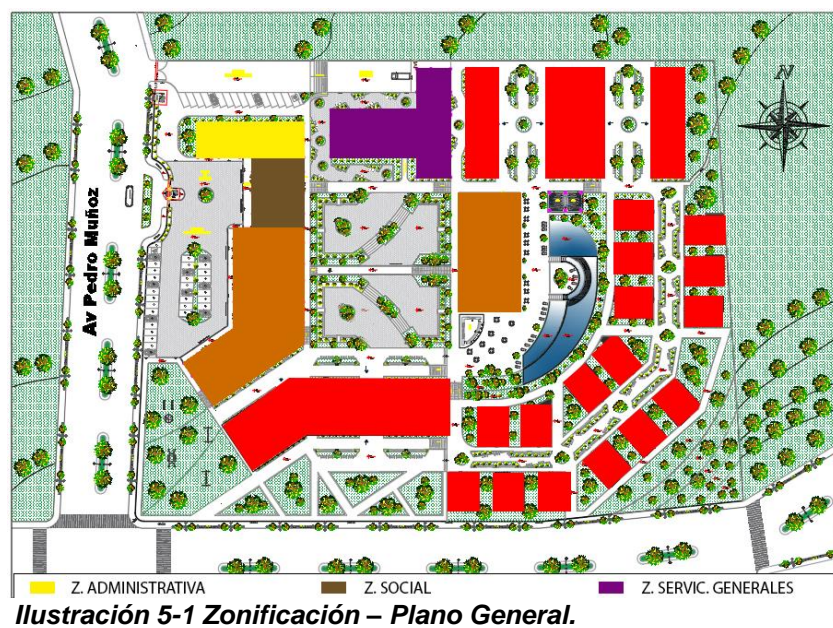 N
Av Pedro Muñoz
Z. ADMINISTRATIVA
Z. SOCIAL
Z. SERVIC. GENERALES
Ilustración 5-1 Zonificación – Plano General.